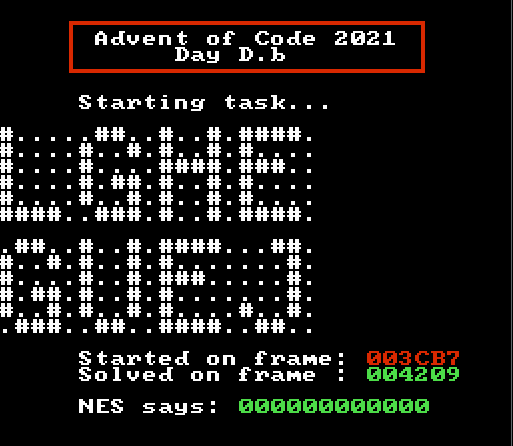 Advent of Code 2021
Day D.b
Starting task...
#.....##..#..#.####.
#....#..#.#..#.#....
#....#....####.###..
#....#.##.#..#.#....
#....#..#.#..#.#....
####..###.#..#.####.
.##..#..#.####...##.
#..#.#..#.#.......#.
#....#..#.###.....#.
#.##.#..#.#.......#.
#..#.#..#.#....#..#.
.###..##..####..##..
Started on frame: 003CB7
Solved on frame : 004209
NES says: 000000000000